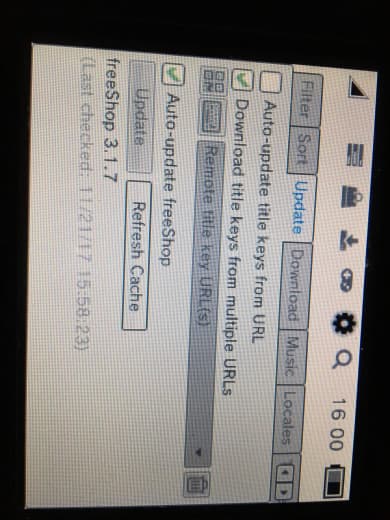 16 00
Filter Sort Update Download Music Locales T
Auto-update title keys from URL
Download title keys from multiple URLs
Remote title key URL(s)
Auto-update freeShop
Update Refresh Cache
freeShop 3.1.7
(Last checked: 11/21/17 15:58:23)